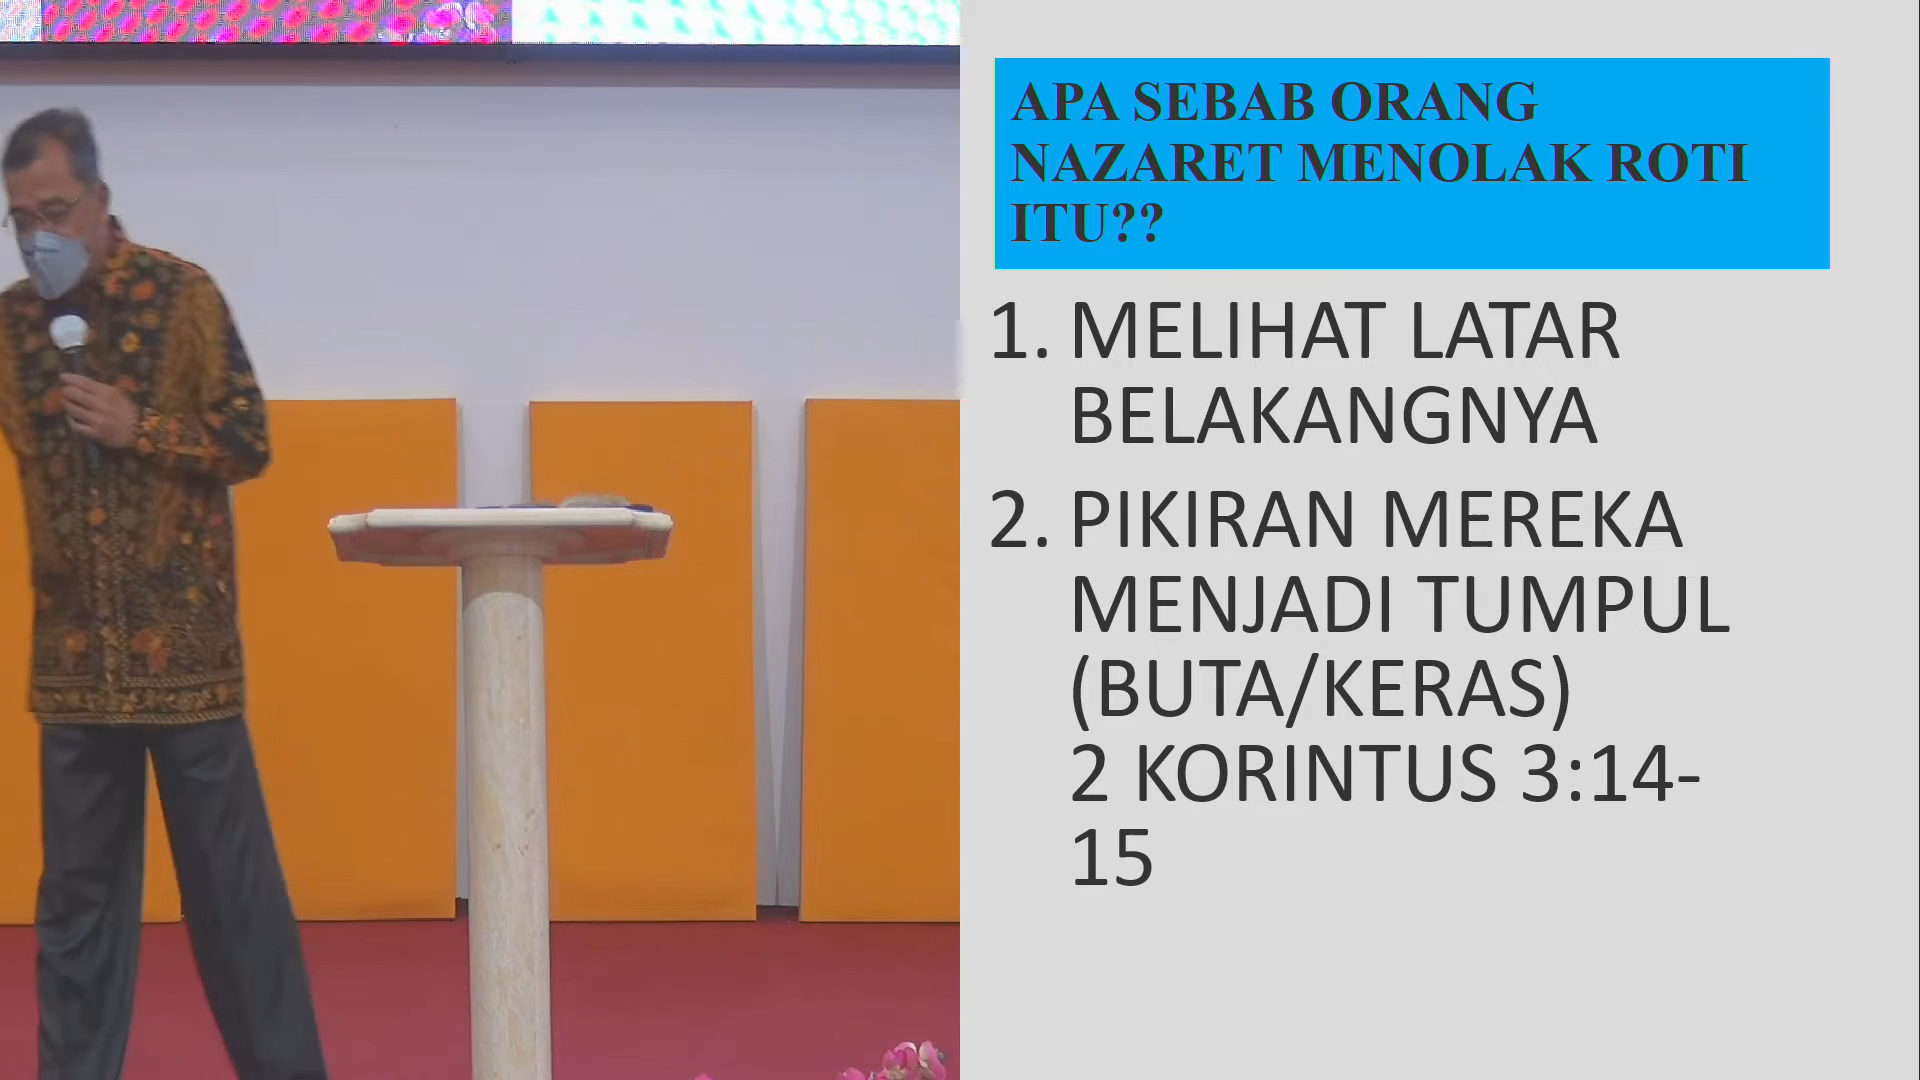 APA SEBAB ORANG
NAZARET MENOLAK ROTI
ITU??
1. MELIHAT LATAR
BELAKANGNYA
2. PIKIRAN MEREKA
MENJADI TUMPUL
(BUTA/KERAS)
2 KORINTUS 3:14-
15